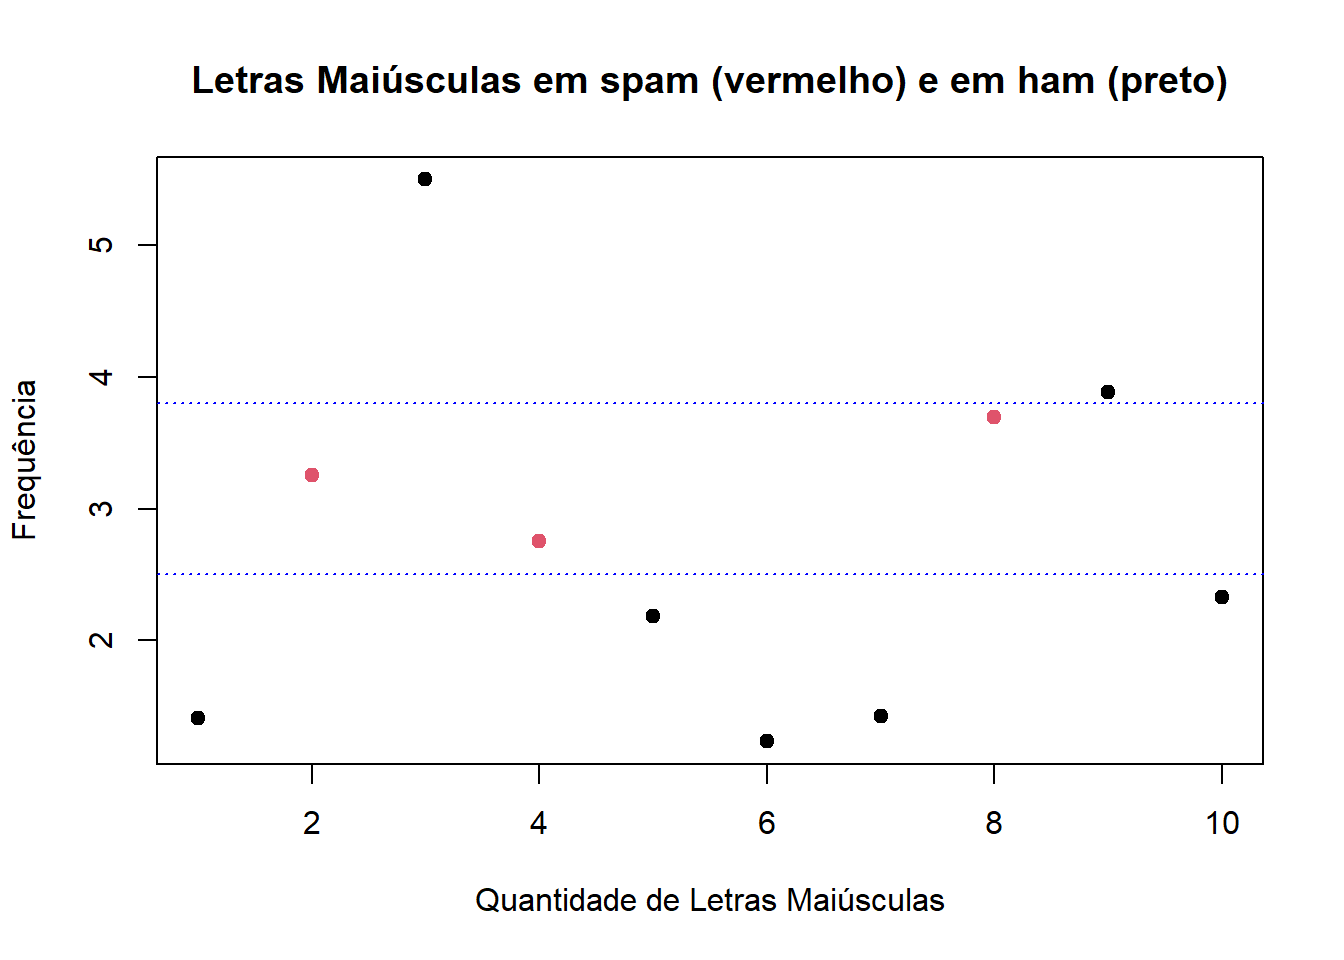 Letras Maiúsculas em spam (vermelho) e em ham (preto)
5
4
3
2
Frequência
2 4 6 8 10
Quantidade de Letras Maiúsculas